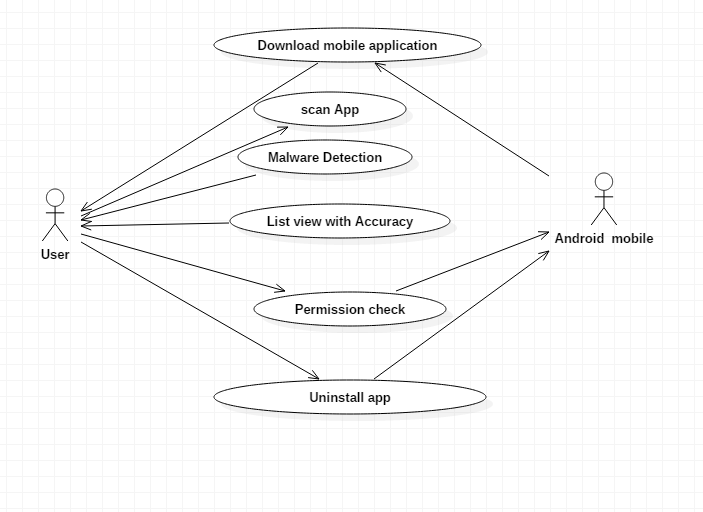 Download mobile application
scan App
Malware Detection
List view with Accuracy
User
Android  mobile
Permission check
Uninstall app